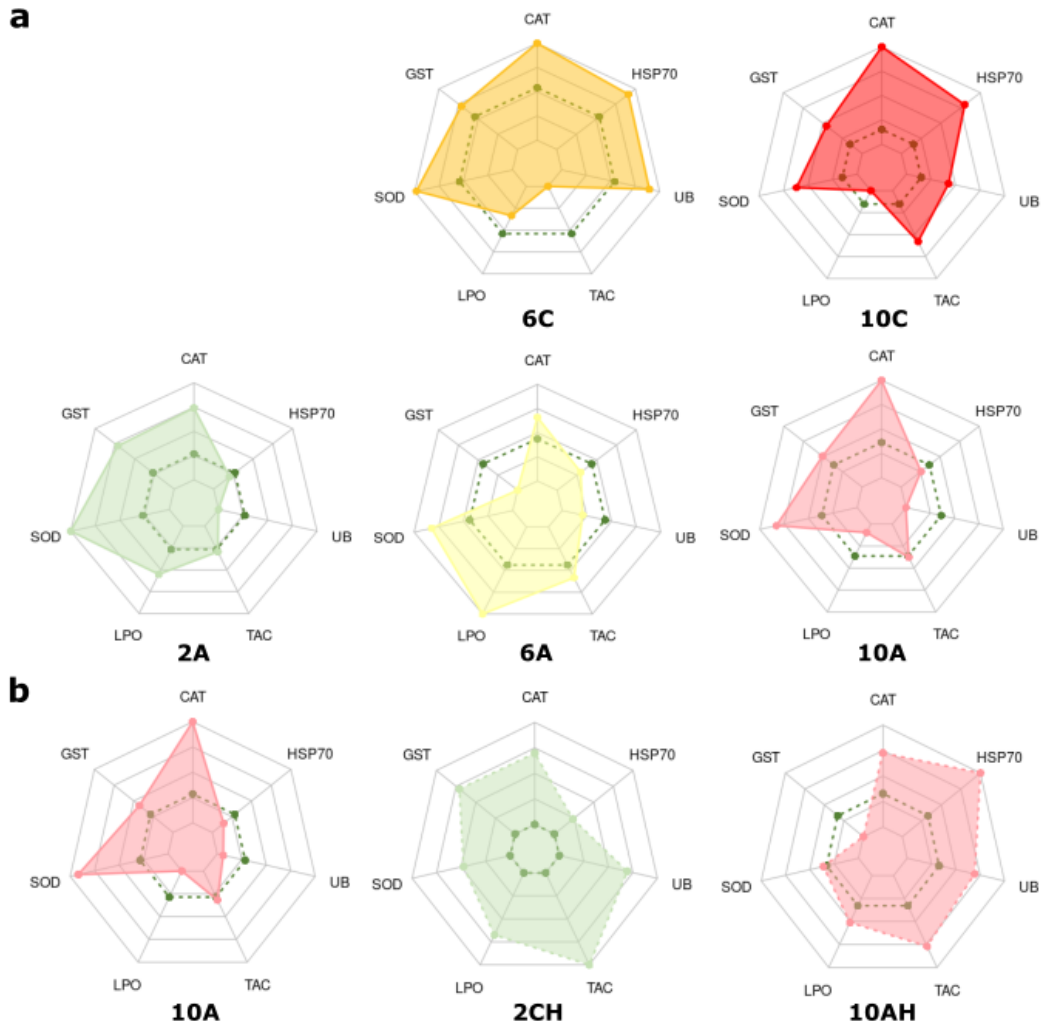 a
CAT
GST
HSP70
SOD
UB
LPO
TAC
6C
CAT
GST
HSP70
SOD
UB
LPO
TAC
10C
CAT
GST
HSP70
SOD
UB
LPO
TAC
2A
CAT
GST
HSP70
SOD
UB
LPO
TAC
6A
CAT
GST
HSP70
SOD
UB
LPO
TAC
10A
b
CAT
GST
HSP70
SOD
UB
LPO
TAC
10A
CAT
GST
HSP70
SOD
UB
LPO
TAC
2CH
CAT
GST
HSP70
SOD
UB
LPO
TAC
10AH